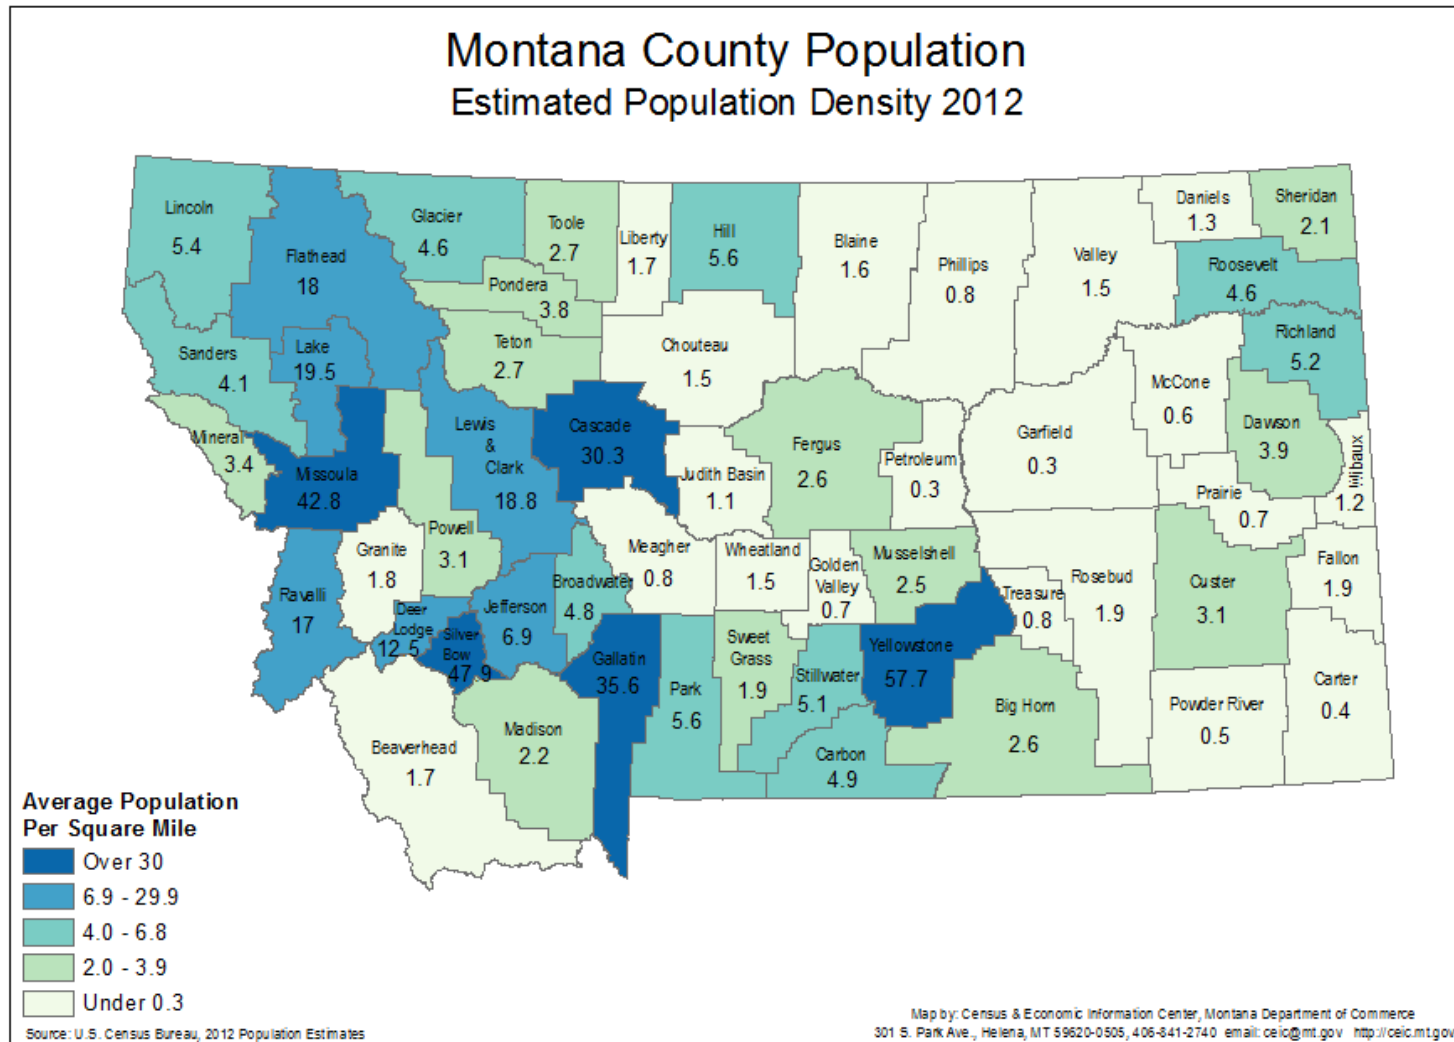 Montana County Population
Estimated Population Density 2012
Lincoln
5.4
Flathead
18
Glacier
4.6
Toole
2.7
Liberty
1.7
Hill
5.6
Blaine
1.6
Phillips
0.8
Valley
1.5
Daniels
1.3
Sheridan
2.1
Roosevelt
4.6
Pondera
3.8
Teton
2.7
Chouteau
1.5
Richland
5.2
Sanders
4.1
Lake
19.5
McCone
0.6
Mineral
3.4
Missoula
42.8
Lewis
&
Clark
18.8
Cascade
30.3
Judith Basin
1.1
Fergus
2.6
Petroleum
0.3
Garfield
0.3
Dawson
3.9
Wibaux
1.2
Prairie
0.7
Powell
3.1
Granite
1.8
Ravalli
17
Deer
Lodge
12.5
Silver
Bow
47.9
Jefferson
6.9
Broadwater
4.8
Meagher
0.8
Wheatland
1.5
Golden
Valley
0.7
Musselshell
2.5
Treasure
0.8
Rosebud
1.9
Custer
3.1
Fallon
1.9
Gallatin
35.6
Park
5.6
Sweet
Grass
1.9
Stillwater
5.1
Yellowstone
57.7
Big Horn
2.6
Powder River
0.5
Carter
0.4
Beaverhead
1.7
Madison
2.2
Carbon
4.9
Average Population
Per Square Mile
Over 30
6.9 - 29.9
4.0 - 6.8
2.0 - 3.9
Under 0.3
Source: U.S. Census Bureau, 2012 Population Estimates
Map by: Census & Economic Information Center, Montana Department of Commerce
301 S. Park Ave., Helena, MT 59620-0505, 406-841-2740 email: ceic@mt.gov http://ceic.mt.gov